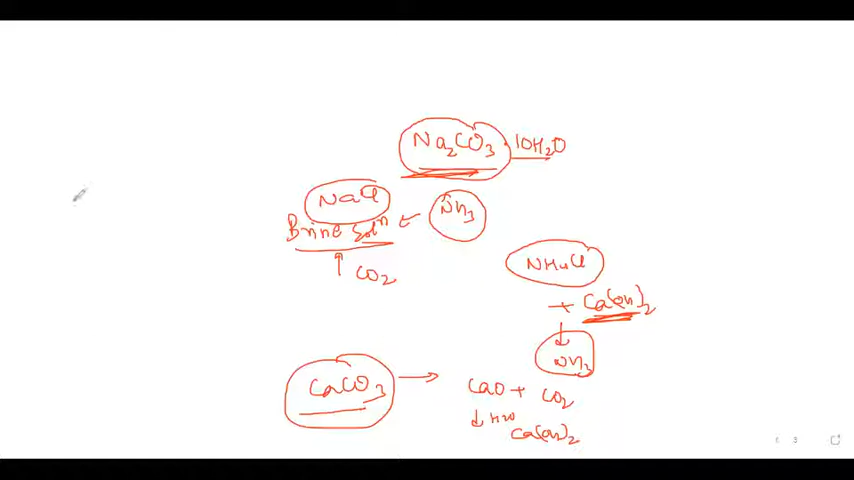 Na2CO3 · 10H2O
NaCl
Brine Solⁿ ← NH3
↑ CO2
NH4Cl
+ Ca(OH)2
↓
NH3
CaCO3 → CaO + CO2
↓ H2O
Ca(OH)2
3